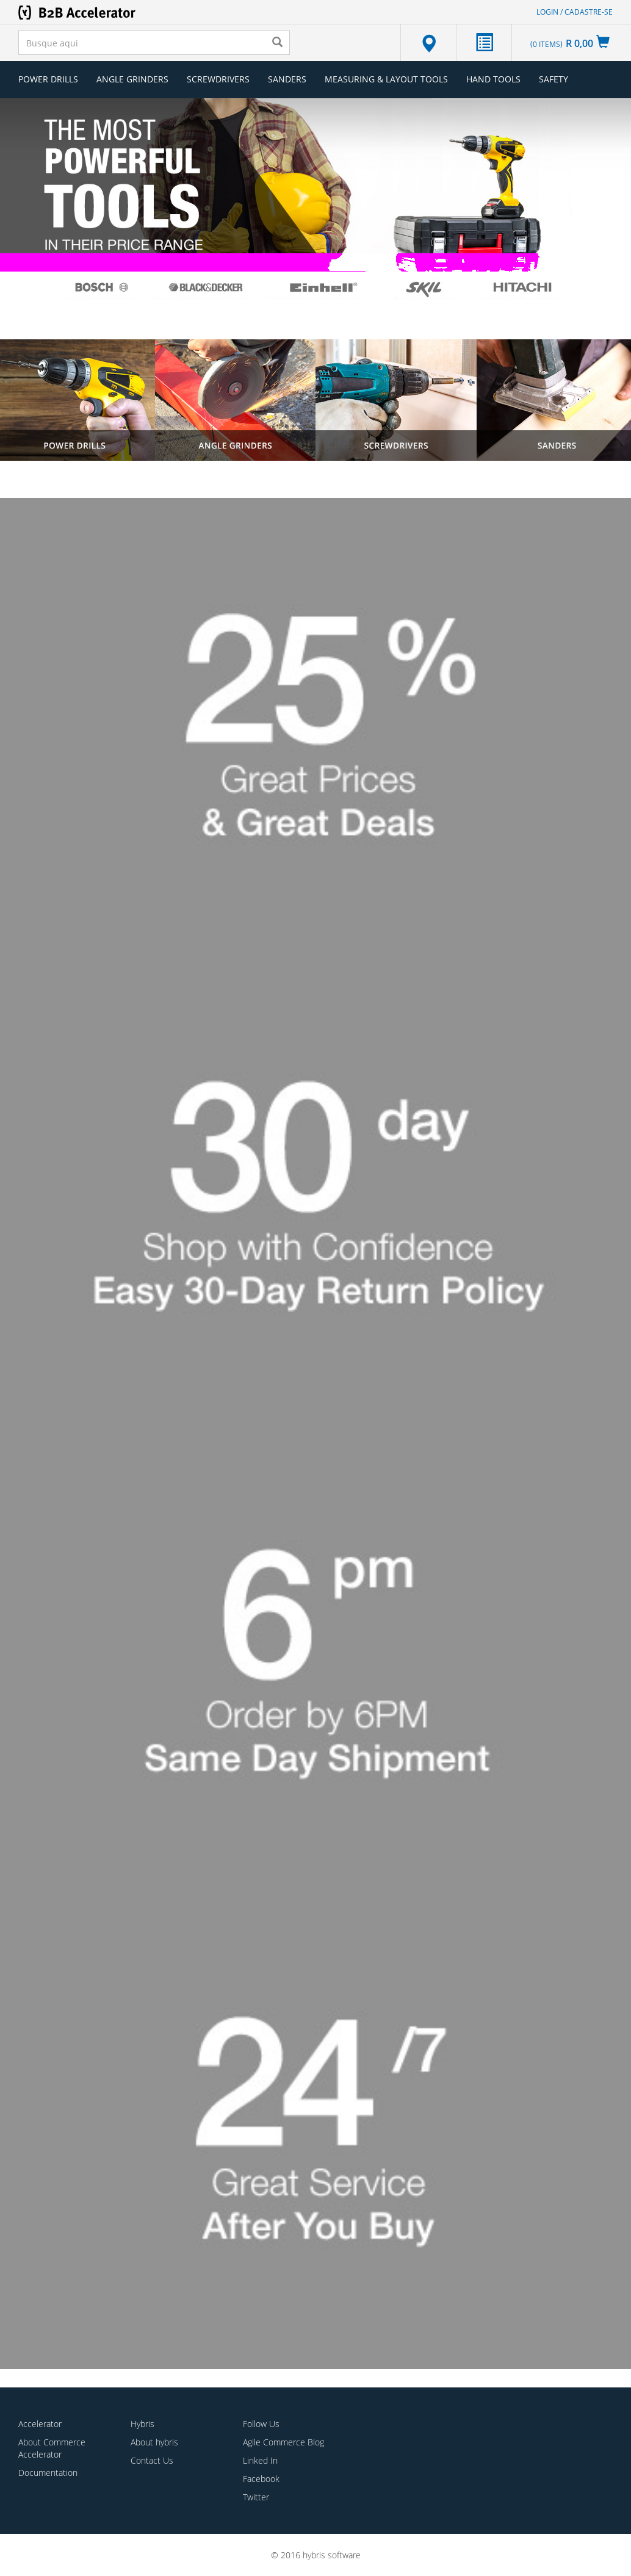 (y) B2B Accelerator
LOGIN / CADASTRE-SE
Busque aqui
(0 ITEMS) R 0,00
POWER DRILLS ANGLE GRINDERS SCREWDRIVERS SANDERS MEASURING & LAYOUT TOOLS HAND TOOLS SAFETY
THE MOST
POWERFUL
TOOLS
IN THEIR PRICE RANGE
BOSCH BLACK&DECKER Einhell® SKIL HITACHI
POWER DRILLS ANGLE GRINDERS SCREWDRIVERS SANDERS
25 %
Great Prices
& Great Deals
30 day
Shop with Confidence
Easy 30-Day Return Policy
6 pm
Order by 6PM
Same Day Shipment
24 /7
Great Service
After You Buy
Accelerator
About Commerce
Accelerator
Documentation
Hybris
About hybris
Contact Us
Follow Us
Agile Commerce Blog
Linked In
Facebook
Twitter
© 2016 hybris software